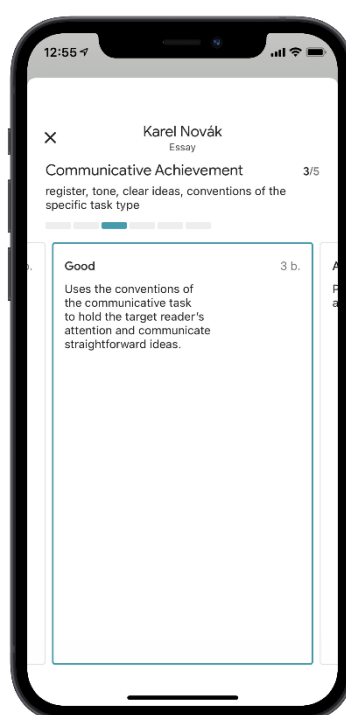 12:55
Karel Novák
Essay
Communicative Achievement 3/5
register, tone, clear ideas, conventions of the
specific task type
Good 3 b.
Uses the conventions of
the communicative task
to hold the target reader's
attention and communicate
straightforward ideas.